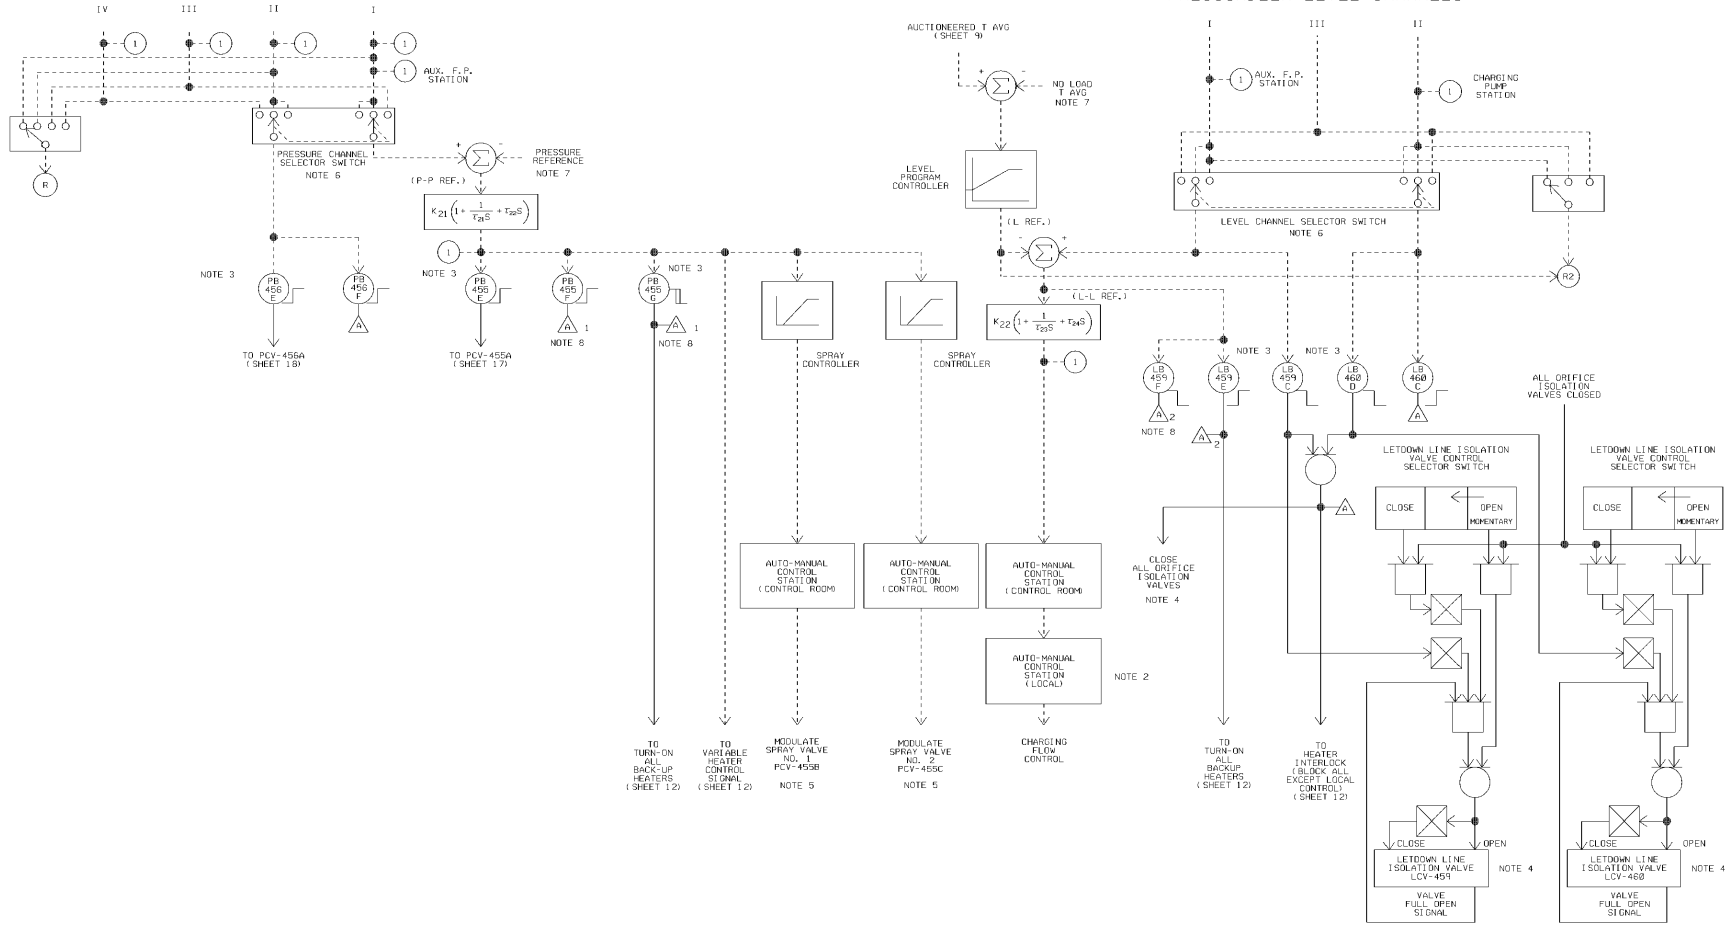 IV
III
II
I
1
1
1
1
1
AUX. F.P.
STATION
R
PRESSURE CHANNEL
SELECTOR SWITCH
NOTE 6
+
-
Σ
PRESSURE
REFERENCE
NOTE 7
(P-P REF.)
K21(1+ 1/τ21S +τ22S)
1
NOTE 3
PB
456
E
PB
456
F
A
TO PCV-456A
(SHEET 18)
NOTE 3
PB
455
E
TO PCV-455A
(SHEET 17)
PB
455
F
A 1
NOTE 8
PB
455
G
NOTE 3
A 1
NOTE 8
SPRAY
CONTROLLER
SPRAY
CONTROLLER
AUTO-MANUAL
CONTROL
STATION
(CONTROL ROOM)
AUTO-MANUAL
CONTROL
STATION
(CONTROL ROOM)
TO
TURN-ON
ALL
BACK-UP
HEATERS
(SHEET 12)
TO
VARIABLE
HEATER
CONTROL
SIGNAL
(SHEET 12)
MODULATE
SPRAY VALVE
NO. 1
PCV-455B
NOTE 5
MODULATE
SPRAY VALVE
NO. 2
PCV-455C
NOTE 5
AUCTIONEERED T AVG
(SHEET 9)
+
-
Σ
NO LOAD
T AVG
NOTE 7
LEVEL
PROGRAM
CONTROLLER
(L REF.)
-
+
Σ
(L-L REF.)
K22(1+ 1/τ23S +τ24S)
1
AUTO-MANUAL
CONTROL
STATION
(CONTROL ROOM)
AUTO-MANUAL
CONTROL
STATION
(LOCAL)
NOTE 2
CHARGING
FLOW
CONTROL
I
III
II
1
AUX. F.P.
STATION
1
CHARGING
PUMP
STATION
LEVEL CHANNEL SELECTOR SWITCH
NOTE 6
R2
LB
459
F
A 2
NOTE 8
LB
459
E
A 2
NOTE 3
LB
459
C
NOTE 3
LB
460
D
LB
460
C
A
A
CLOSE
ALL ORIFICE
ISOLATION
VALVES
NOTE 4
TO
TURN-ON
ALL
BACKUP
HEATERS
(SHEET 12)
TO
HEATER
INTERLOCK
(BLOCK ALL
EXCEPT LOCAL
CONTROL)
(SHEET 12)
ALL ORIFICE
ISOLATION
VALVES CLOSED
LETDOWN LINE ISOLATION
VALVE CONTROL
SELECTOR SWITCH
CLOSE
OPEN
MOMENTARY
LETDOWN LINE ISOLATION
VALVE CONTROL
SELECTOR SWITCH
CLOSE
OPEN
MOMENTARY
CLOSE
OPEN
LETDOWN LINE
ISOLATION VALVE
LCV-459
NOTE 4
VALVE
FULL OPEN
SIGNAL
CLOSE
OPEN
LETDOWN LINE
ISOLATION VALVE
LCV-460
NOTE 4
VALVE
FULL OPEN
SIGNAL